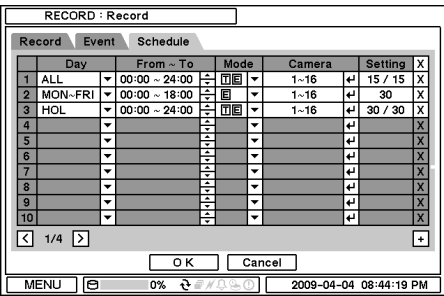 RECORD : Record
Record Event Schedule
Day From ~ To Mode Camera Setting X
1 ALL 00:00 ~ 24:00 T E 1~16 15 / 15 X
2 MON~FRI 00:00 ~ 18:00 E 1~16 30 X
3 HOL 00:00 ~ 24:00 T E 1~16 30 / 30 X
4 X
5 X
6 X
7 X
8 X
9 X
10 X
< 1/4 > +
O K Cancel
MENU 0% 2009-04-04 08:44:19 PM